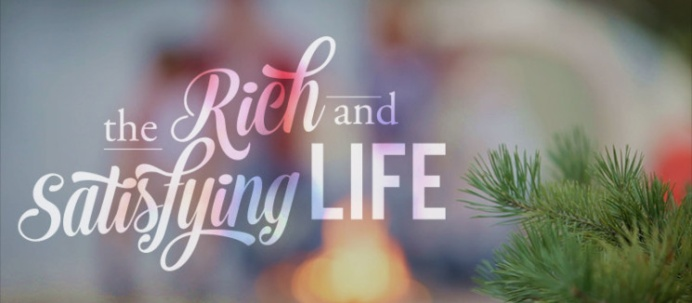 the Rich and
Satisfying LIFE